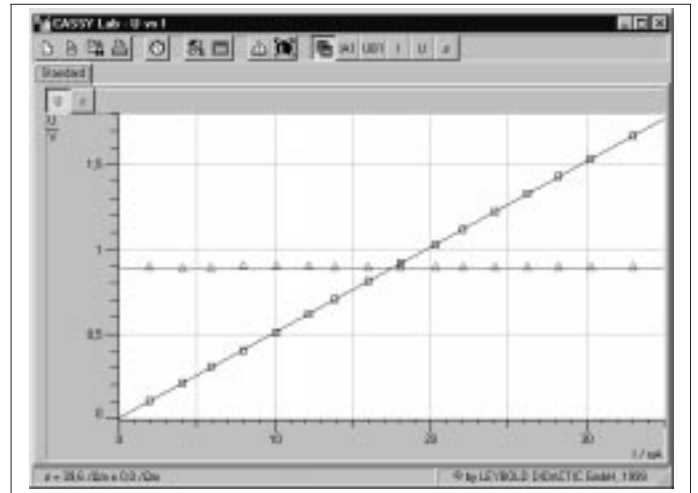 CASSY Lab - U vs I
Standard
U
U
V
1,5
1
0,5
0
0
10
20
30
I / mA
© by LEYBOLD DIDACTIC GmbH, 1999